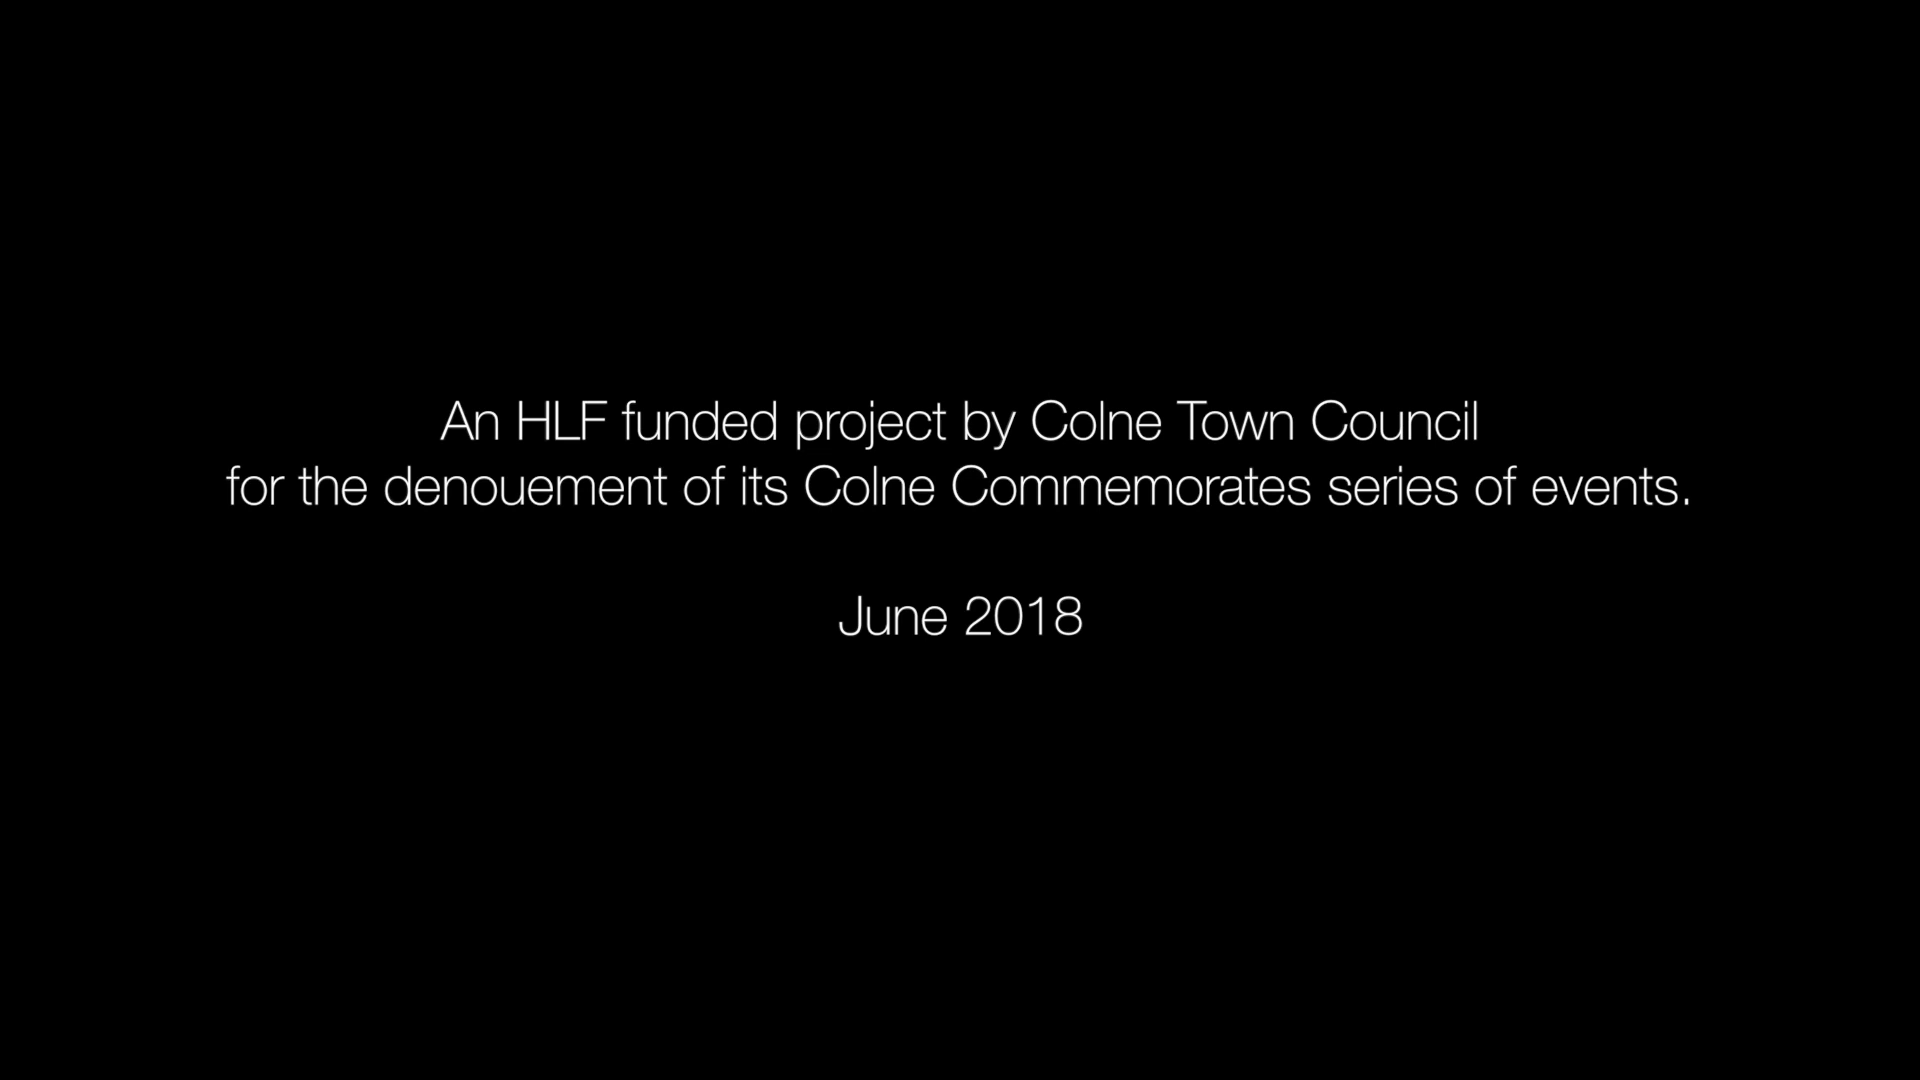 An HLF funded project by Colne Town Council
for the denouement of its Colne Commemorates series of events.
June 2018